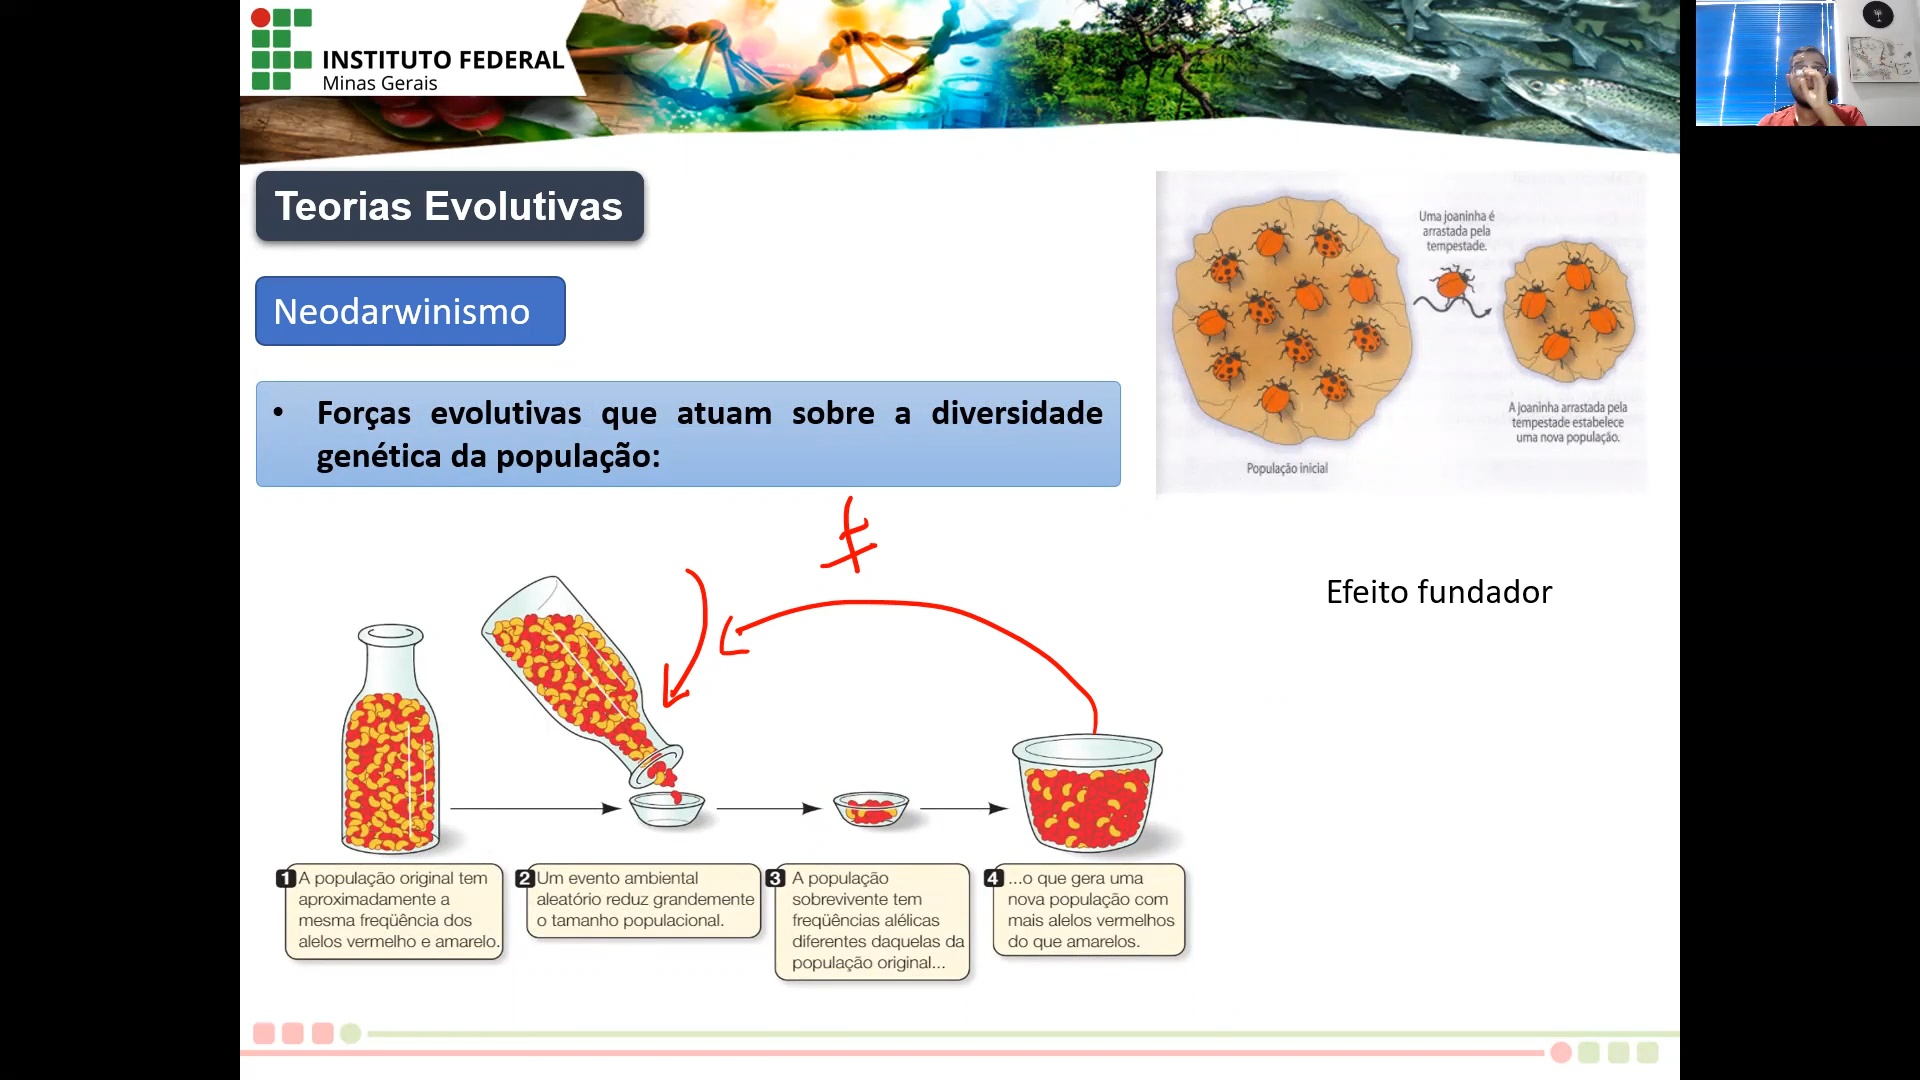 INSTITUTO FEDERAL
Minas Gerais
Teorias Evolutivas
Neodarwinismo
• Forças evolutivas que atuam sobre a diversidade
genética da população:
Uma joaninha é
arrastada pela
tempestade.
A joaninha arrastada pela
tempestade estabelece
uma nova população.
População inicial
Efeito fundador
1 A população original tem
aproximadamente a
mesma freqüência dos
alelos vermelho e amarelo.
2 Um evento ambiental
aleatório reduz grandemente
o tamanho populacional.
3 A população
sobrevivente tem
freqüências alélicas
diferentes daquelas da
população original...
4 ...o que gera uma
nova população com
mais alelos vermelhos
do que amarelos.